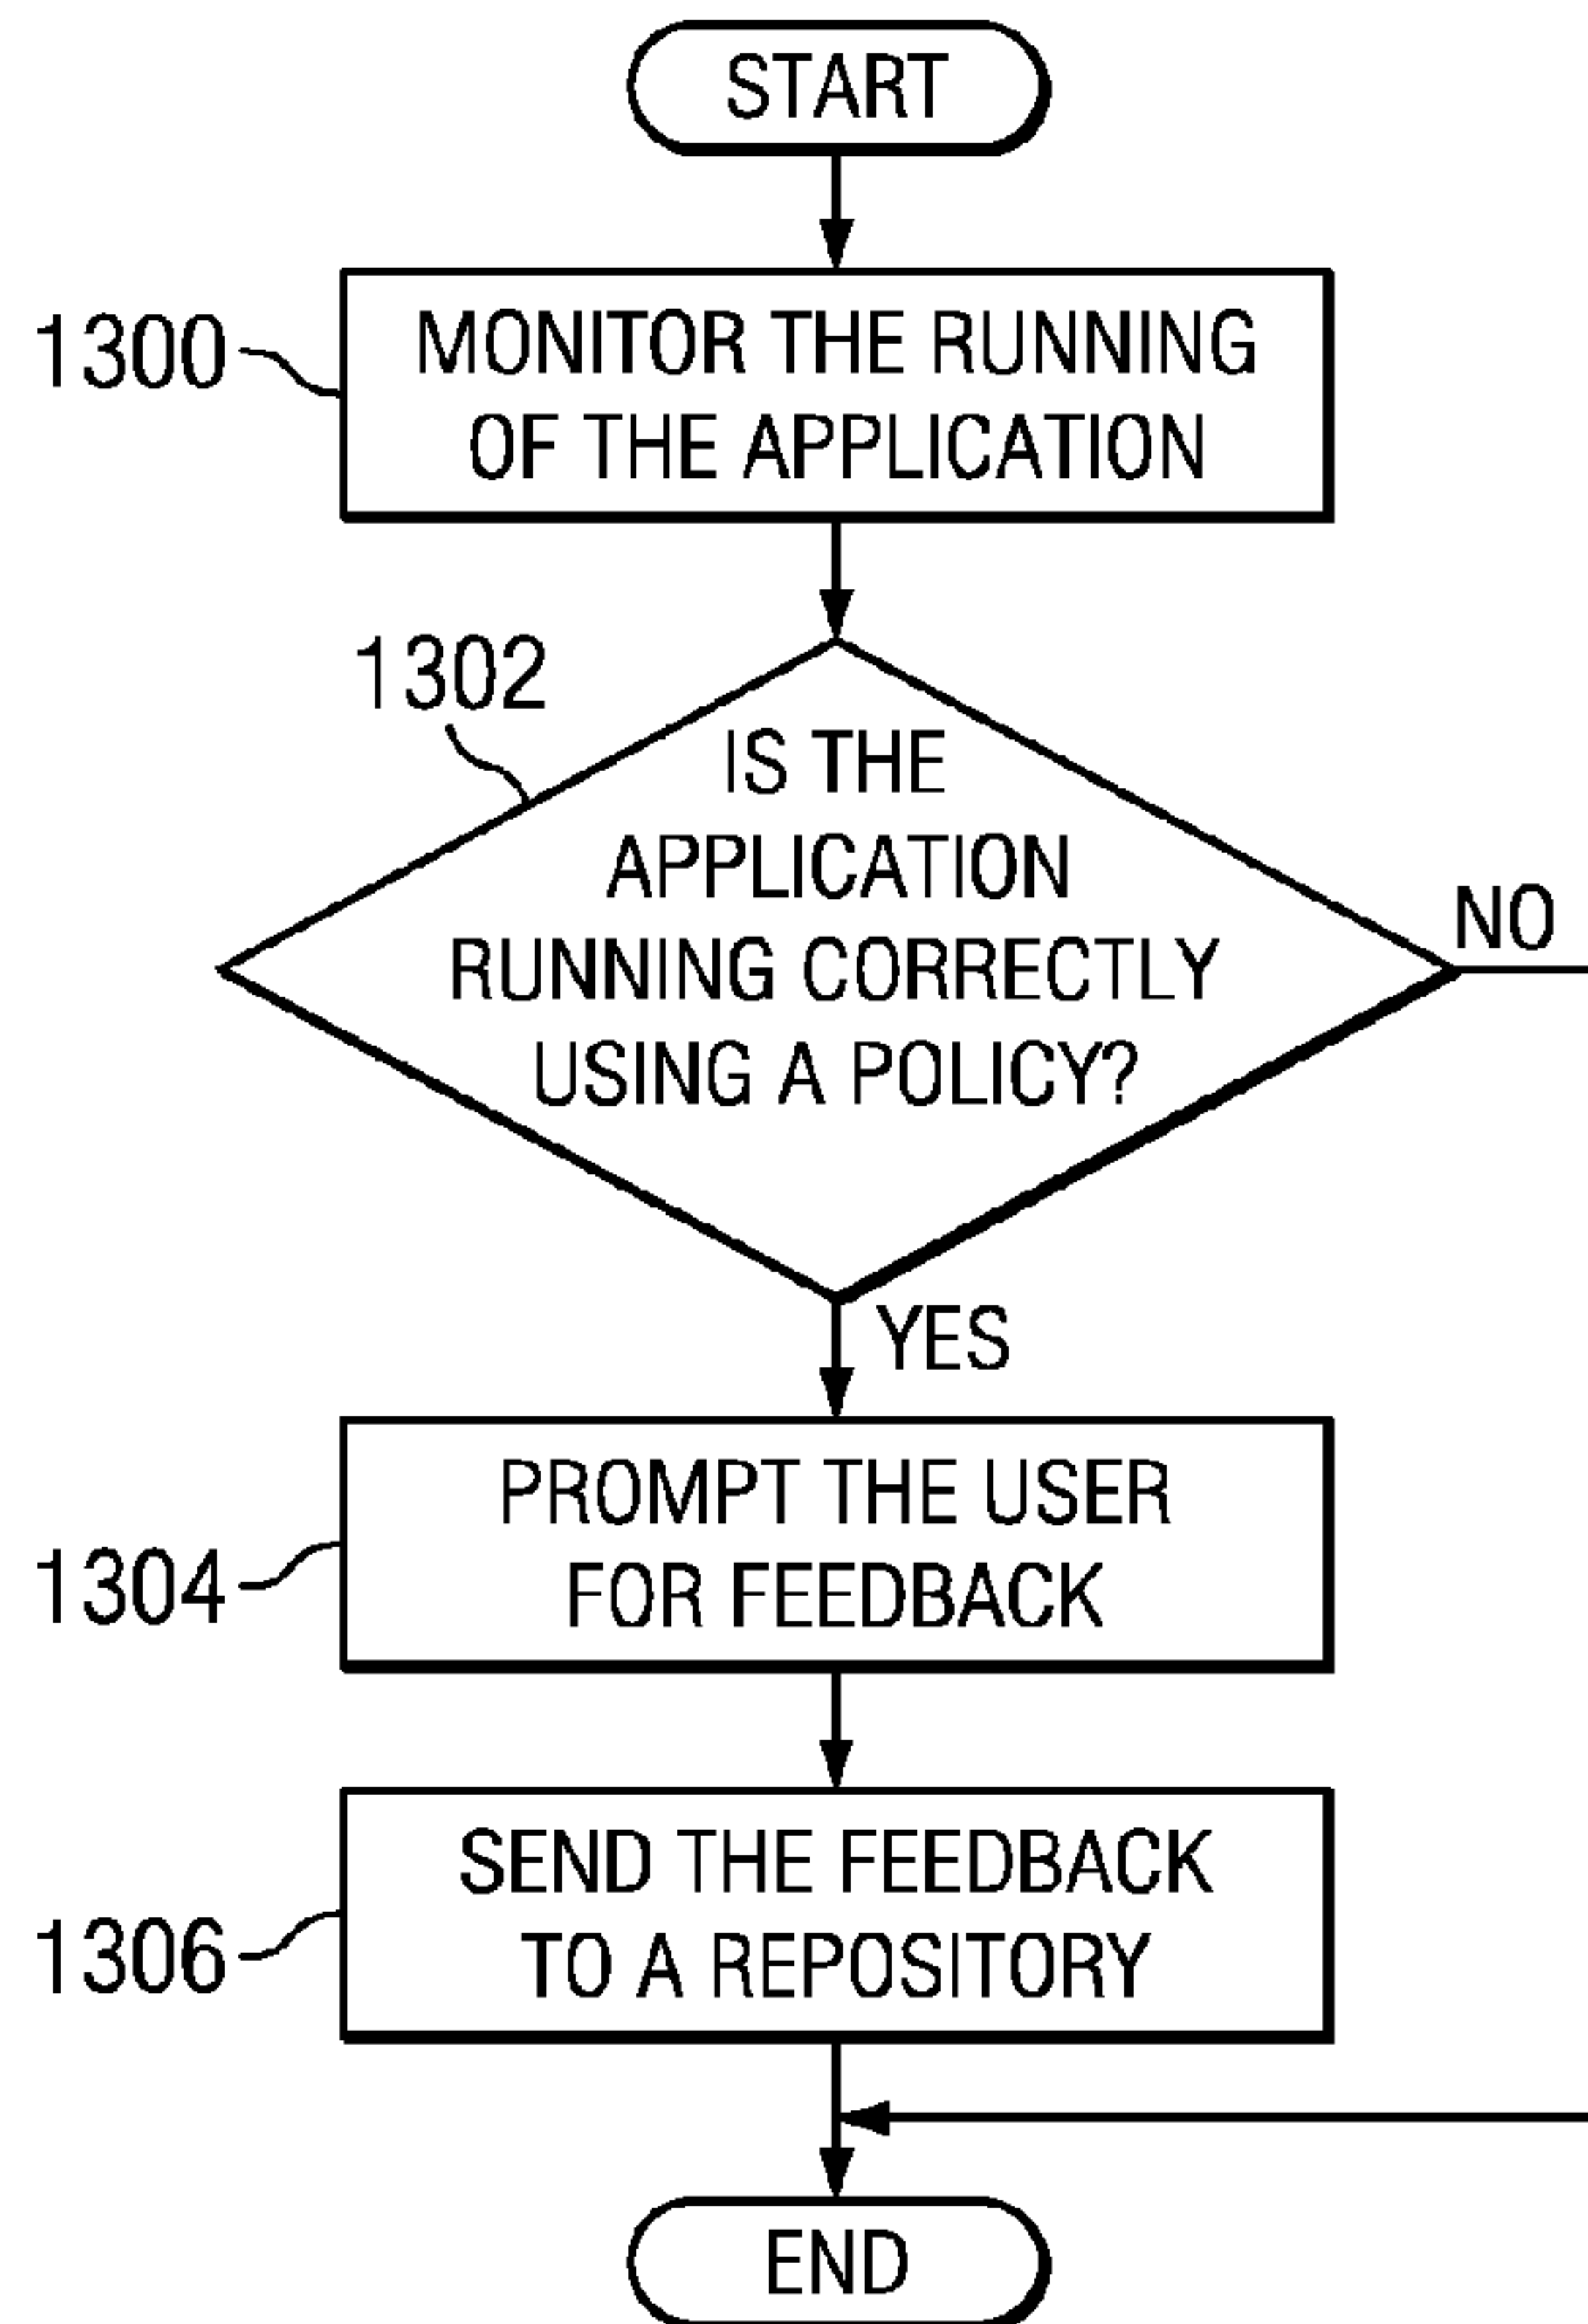 START
1300
MONITOR THE RUNNING
OF THE APPLICATION
1302
IS THE
APPLICATION
RUNNING CORRECTLY
USING A POLICY?
NO
YES
1304
PROMPT THE USER
FOR FEEDBACK
1306
SEND THE FEEDBACK
TO A REPOSITORY
END